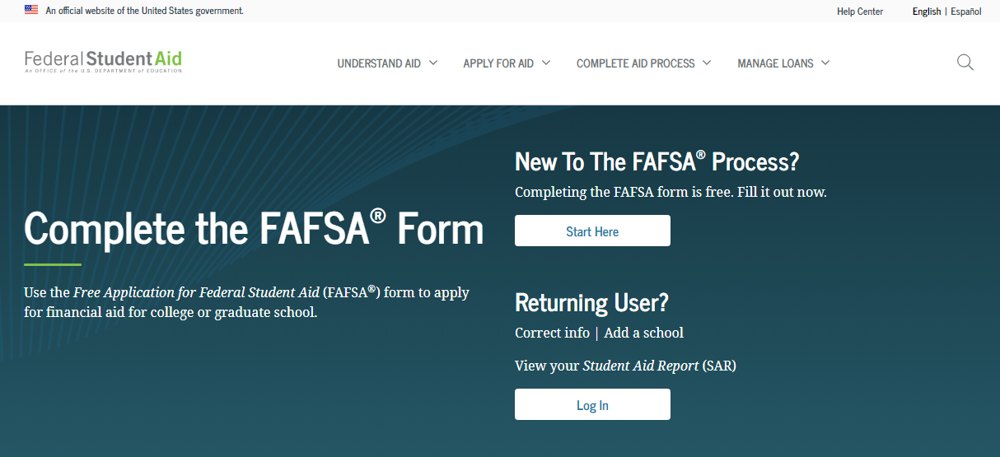 An official website of the United States government.
Help Center
English | Español
Federal Student Aid
An OFFICE of the U.S. DEPARTMENT of EDUCATION
UNDERSTAND AID
APPLY FOR AID
COMPLETE AID PROCESS
MANAGE LOANS
Complete the FAFSA® Form
Use the Free Application for Federal Student Aid (FAFSA®) form to apply
for financial aid for college or graduate school.
New To The FAFSA® Process?
Completing the FAFSA form is free. Fill it out now.
Start Here
Returning User?
Correct info | Add a school
View your Student Aid Report (SAR)
Log In